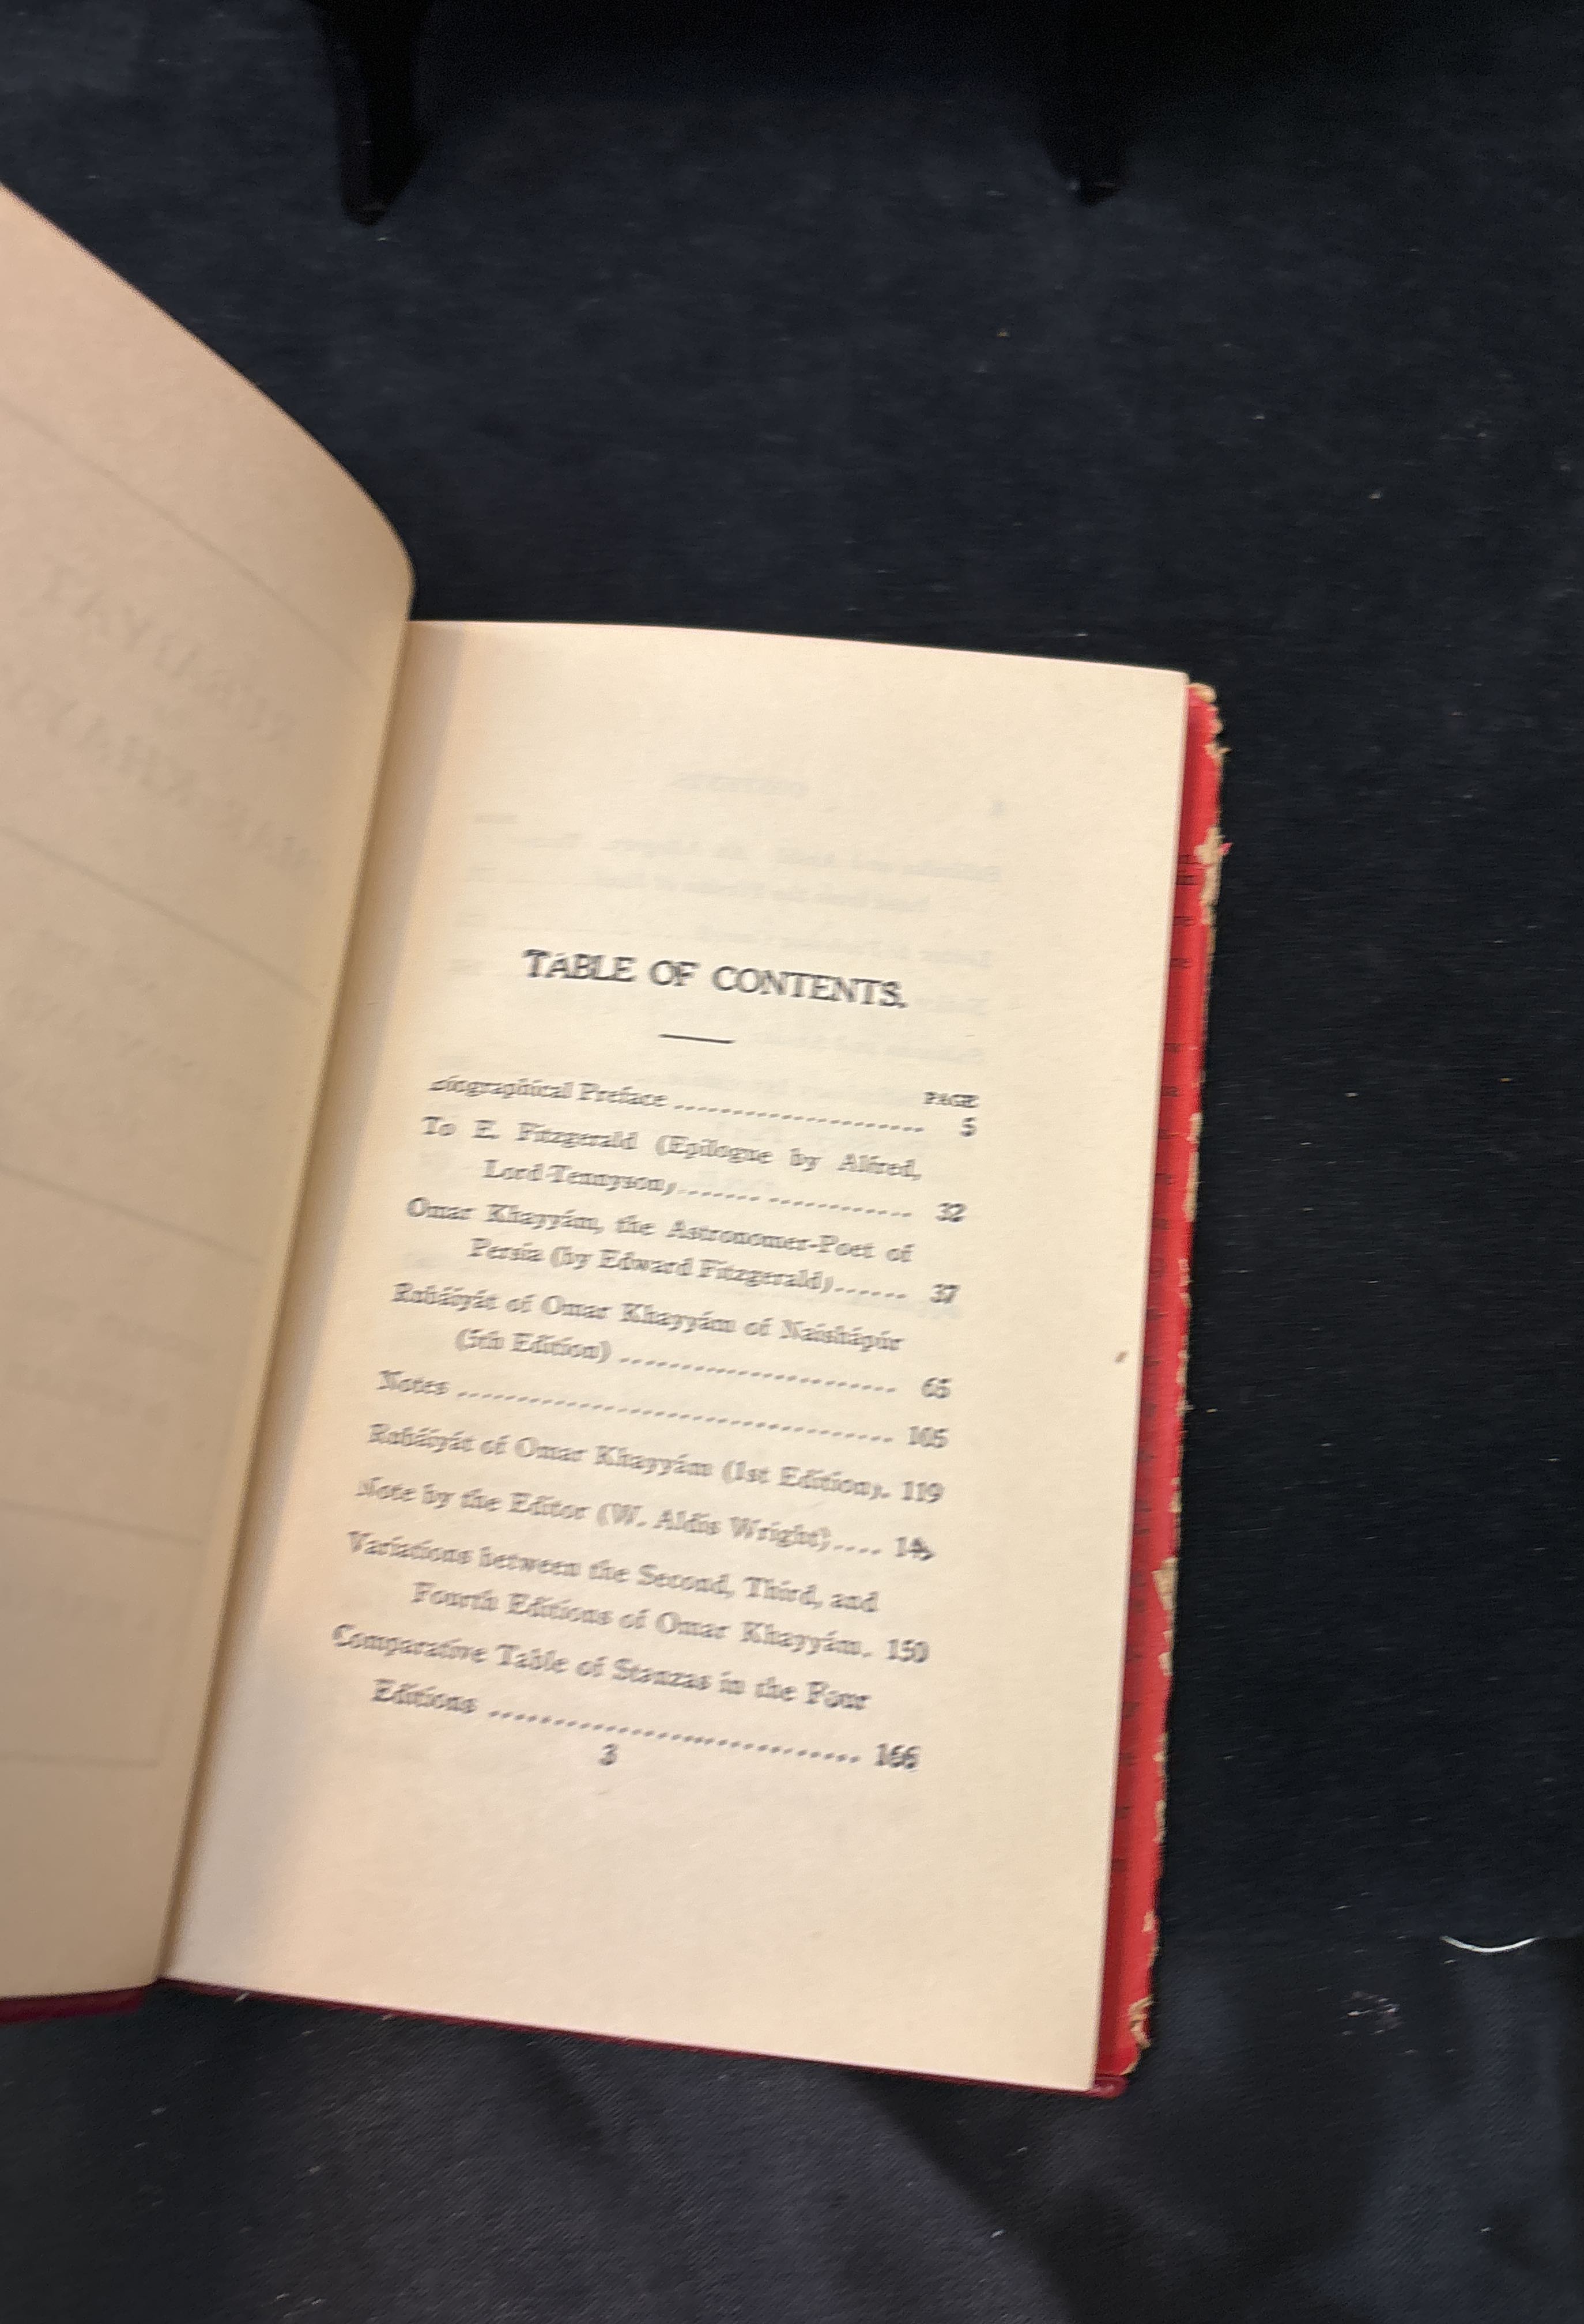 TABLE OF CONTENTS.
PAGE
Biographical Preface .............................. 5
To E. Fitzgerald (Epilogue by Alfred,
Lord Tennyson) ....... .............. 32
Omar Khayyám, the Astronomer-Poet of
Persia (by Edward Fitzgerald)....... 37
Rubáiyát of Omar Khayyám of Naishápúr
(5th Edition) ............................ 65
Notes ............................................ 105
Rubáiyát of Omar Khayyám (1st Edition). 119
Note by the Editor (W. Aldis Wright)....
Variations between the Second, Third, and
Fourth Editions of Omar Khayyám. 150
Comparative Table of Stanzas in the Four
Editions ..................................... 166
3